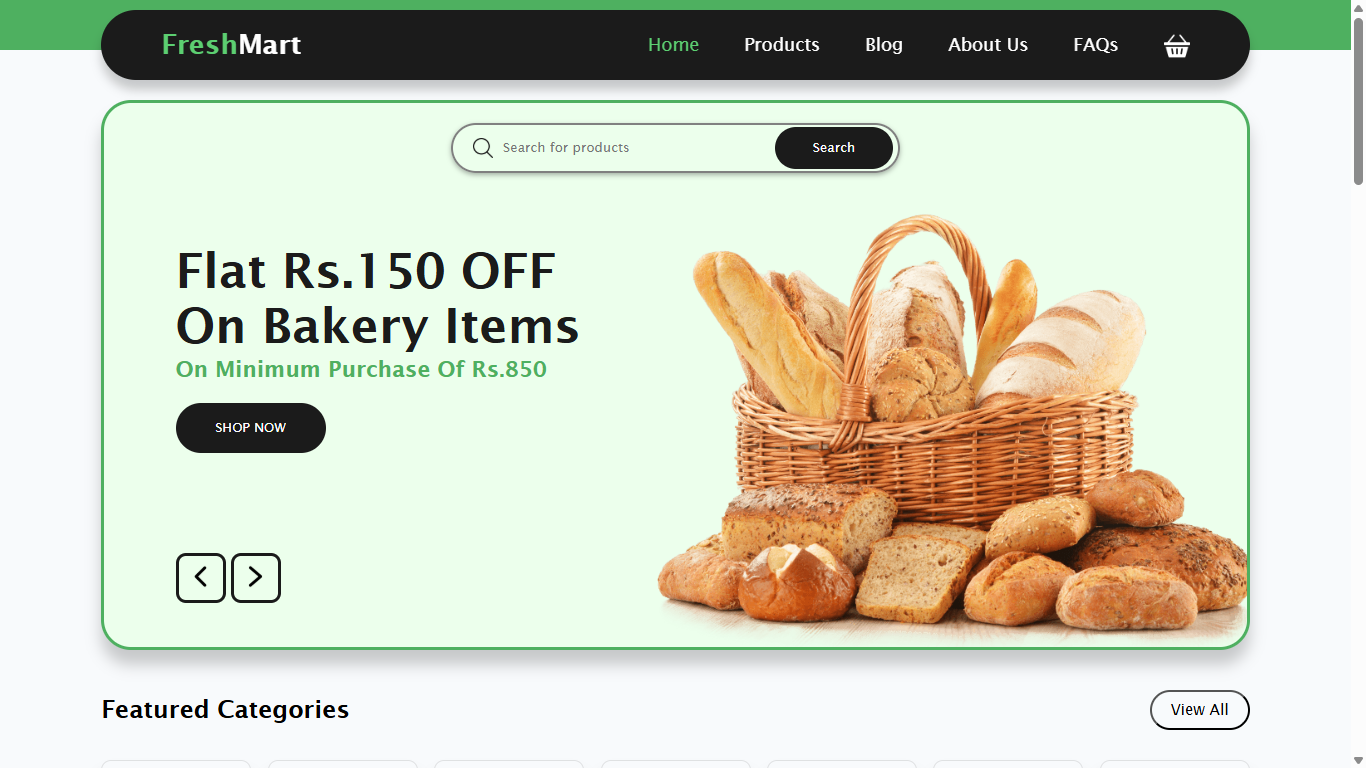 FreshMart
Home
Products
Blog
About Us
FAQs
Search for products
Search
Flat Rs.150 OFF
On Bakery Items
On Minimum Purchase Of Rs.850
SHOP NOW
Featured Categories
View All